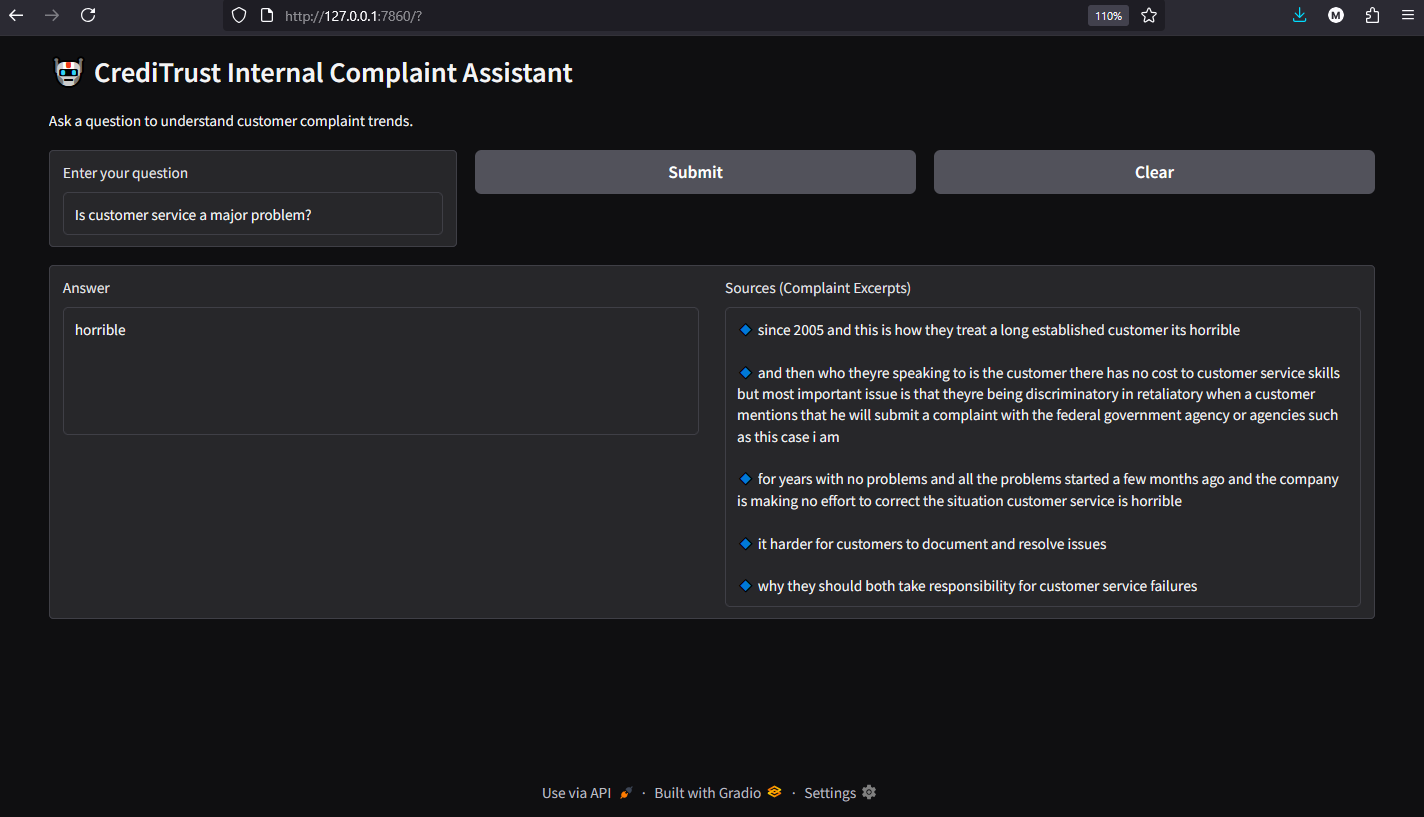 http://127.0.0.1:7860/?
110%
M
CrediTrust Internal Complaint Assistant
Ask a question to understand customer complaint trends.
Enter your question
Is customer service a major problem?
Submit
Clear
Answer
horrible
Sources (Complaint Excerpts)
since 2005 and this is how they treat a long established customer its horrible
and then who theyre speaking to is the customer there has no cost to customer service skills
but most important issue is that theyre being discriminatory in retaliatory when a customer
mentions that he will submit a complaint with the federal government agency or agencies such
as this case i am
for years with no problems and all the problems started a few months ago and the company
is making no effort to correct the situation customer service is horrible
it harder for customers to document and resolve issues
why they should both take responsibility for customer service failures
Use via API · Built with Gradio · Settings